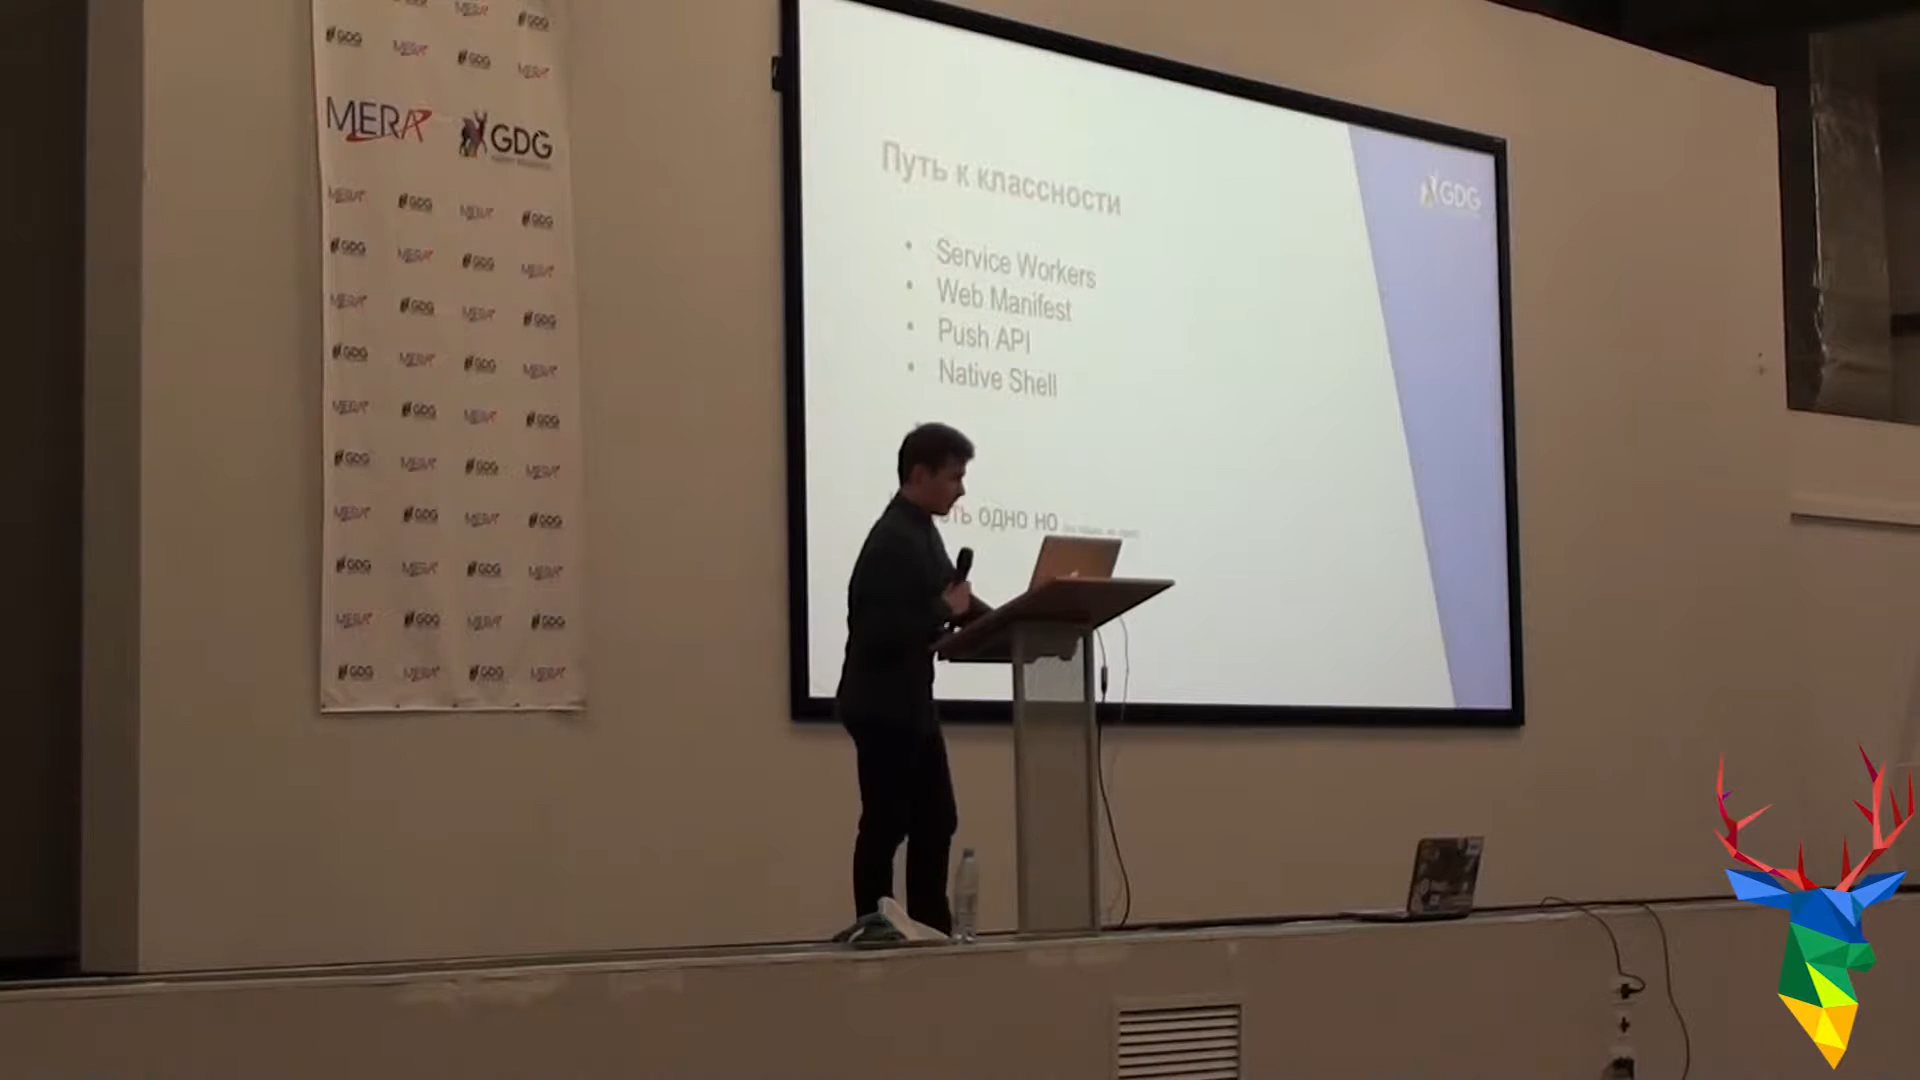 MERA GDG
GDG
Путь к классности
• Service Workers
• Web Manifest
• Push API
• Native Shell
одно но